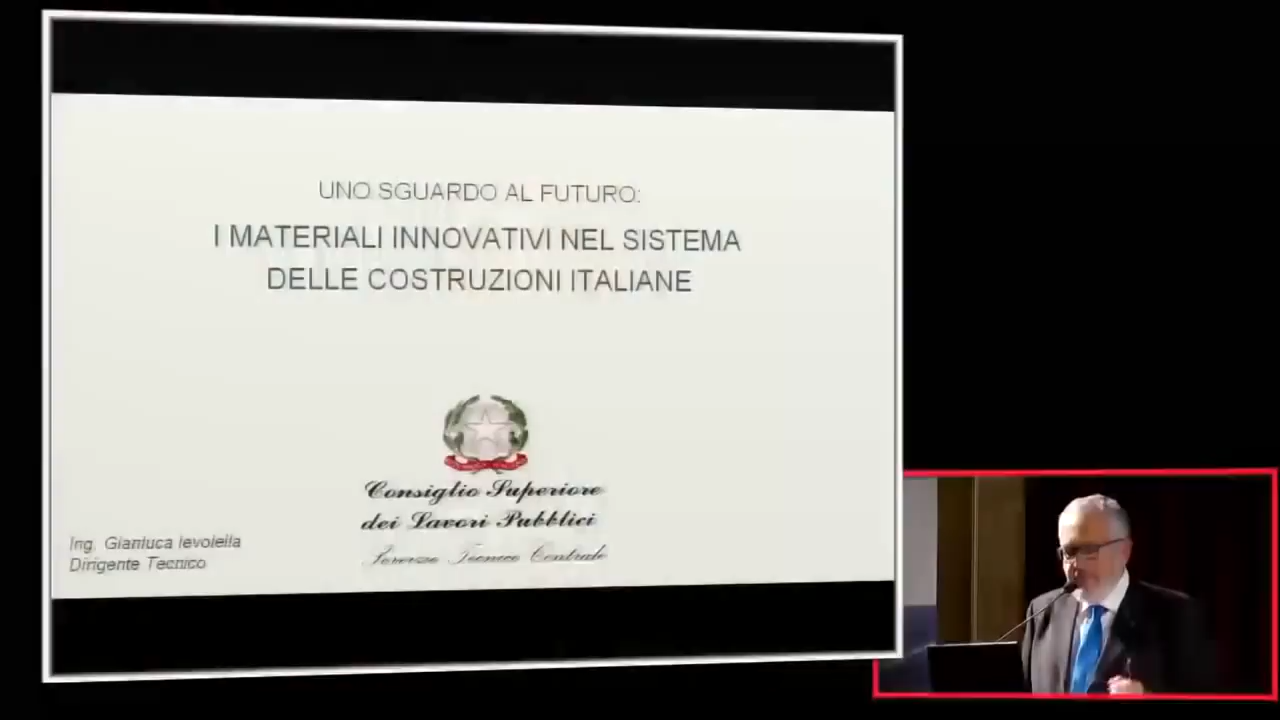 UNO SGUARDO AL FUTURO:
I MATERIALI INNOVATIVI NEL SISTEMA
DELLE COSTRUZIONI ITALIANE
Consiglio Superiore
dei Lavori Pubblici
Servizio Tecnico Centrale
Ing. Gianluca Ievolella
Dirigente Tecnico